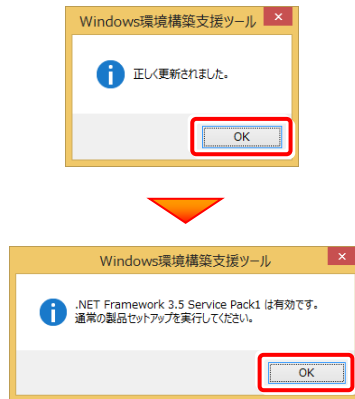 Windows環境構築支援ツール
正しく更新されました。
OK
Windows環境構築支援ツール
.NET Framework 3.5 Service Pack1 は有効です。
通常の製品セットアップを実行してください。
OK